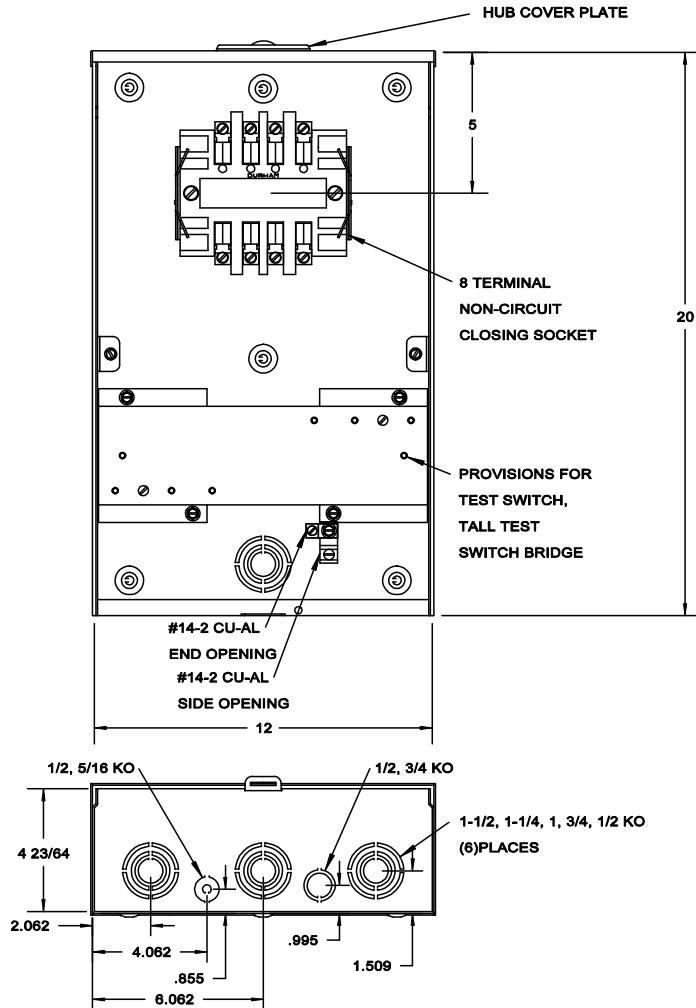 HUB COVER PLATE
5
DURHAM
8 TERMINAL
NON-CIRCUIT
CLOSING SOCKET
20
PROVISIONS FOR
TEST SWITCH,
TALL TEST
SWITCH BRIDGE
#14-2 CU-AL
END OPENING
#14-2 CU-AL
SIDE OPENING
12
1/2, 5/16 KO
1/2, 3/4 KO
1-1/2, 1-1/4, 1, 3/4, 1/2 KO
(6)PLACES
4 23/64
2.062
4.062
.855
.995
1.509
6.062